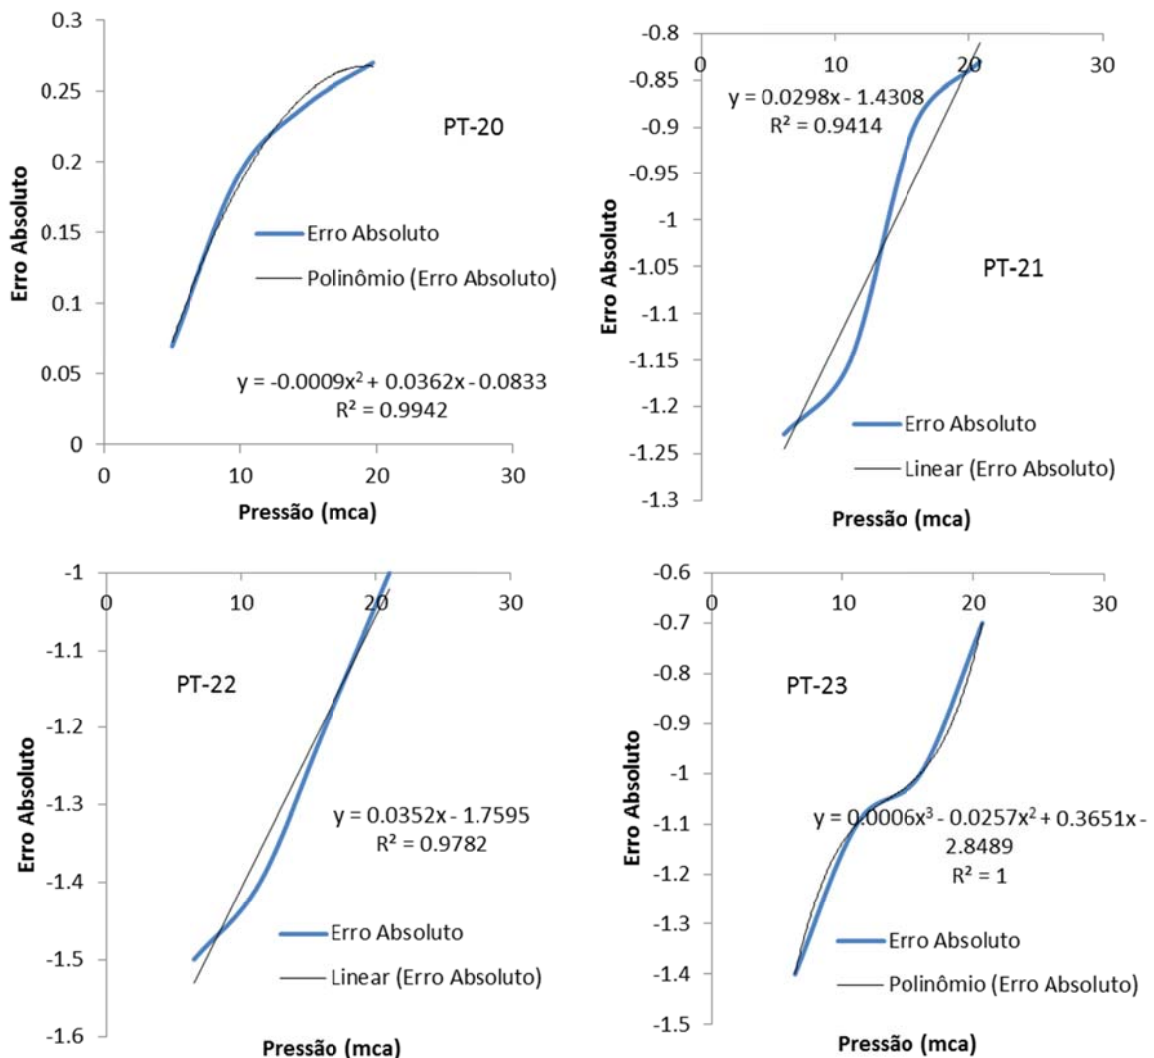 0.3
0.25
0.2
0.15
0.1
0.05
0
0 10 20 30
Erro Absoluto
Pressão (mca)
PT-20
Erro Absoluto
Polinômio (Erro Absoluto)
y = -0.0009x² + 0.0362x - 0.0833
R² = 0.9942
-0.8
-0.85
-0.9
-0.95
-1
-1.05
-1.1
-1.15
-1.2
-1.25
-1.3
0 10 20 30
Erro Absoluto
Pressão (mca)
y = 0.0298x - 1.4308
R² = 0.9414
PT-21
Erro Absoluto
Linear (Erro Absoluto)
-1
-1.1
-1.2
-1.3
-1.4
-1.5
-1.6
0 10 20 30
Erro Absoluto
Pressão (mca)
PT-22
y = 0.0352x - 1.7595
R² = 0.9782
Erro Absoluto
Linear (Erro Absoluto)
-0.6
-0.7
-0.8
-0.9
-1
-1.1
-1.2
-1.3
-1.4
-1.5
0 10 20 30
Erro Absoluto
Pressão (mca)
PT-23
y = 0.0006x³ - 0.0257x² + 0.3651x -
2.8489
R² = 1
Erro Absoluto
Polinômio (Erro Absoluto)